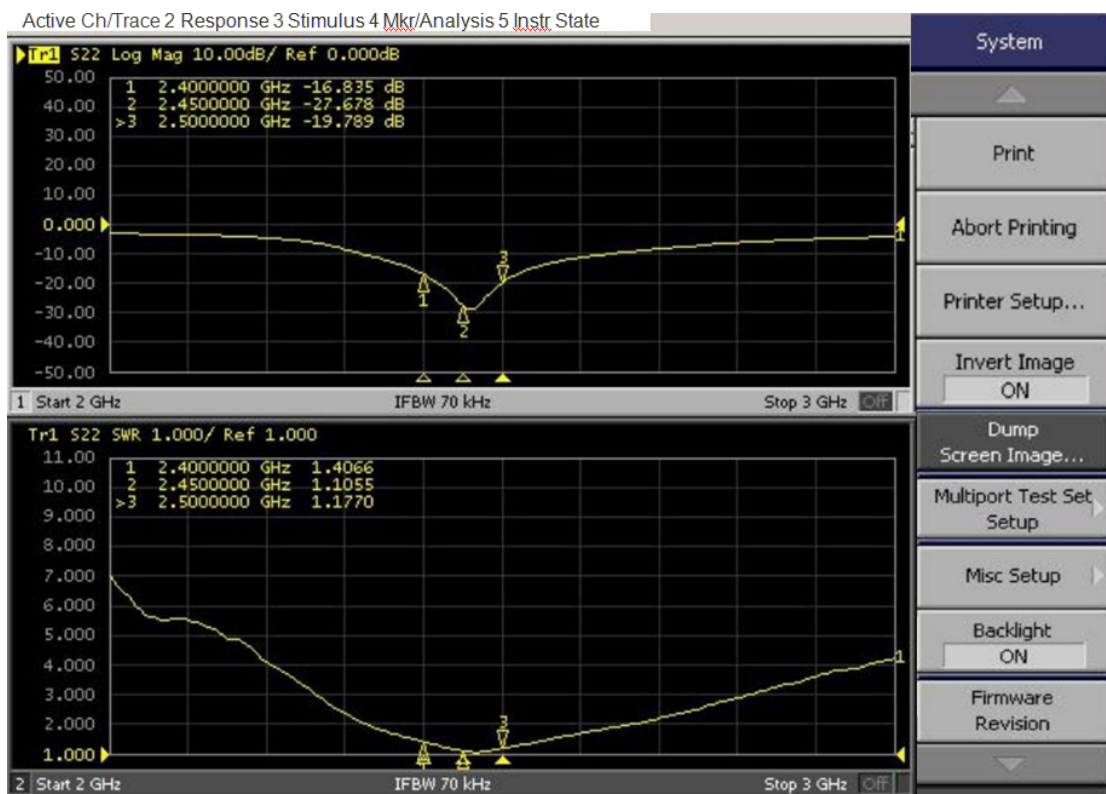 Active Ch/Trace 2 Response 3 Stimulus 4 Mkr/Analysis 5 Instr State
Tr1 S22 Log Mag 10.00dB/ Ref 0.000dB
50.00
40.00
30.00
20.00
10.00
0.000
-10.00
-20.00
-30.00
-40.00
-50.00
1 2.4000000 GHz -16.835 dB
2 2.4500000 GHz -27.678 dB
>3 2.5000000 GHz -19.789 dB
1
2
3
1
1 Start 2 GHz IFBW 70 kHz Stop 3 GHz Off
Tr1 S22 SWR 1.000/ Ref 1.000
11.00
10.00
9.000
8.000
7.000
6.000
5.000
4.000
3.000
2.000
1.000
1 2.4000000 GHz 1.4066
2 2.4500000 GHz 1.1055
>3 2.5000000 GHz 1.1770
3
1
2 Start 2 GHz IFBW 70 kHz Stop 3 GHz Off
System
Print
Abort Printing
Printer Setup...
Invert Image
ON
Dump
Screen Image...
Multiport Test Set
Setup
Misc Setup
Backlight
ON
Firmware
Revision